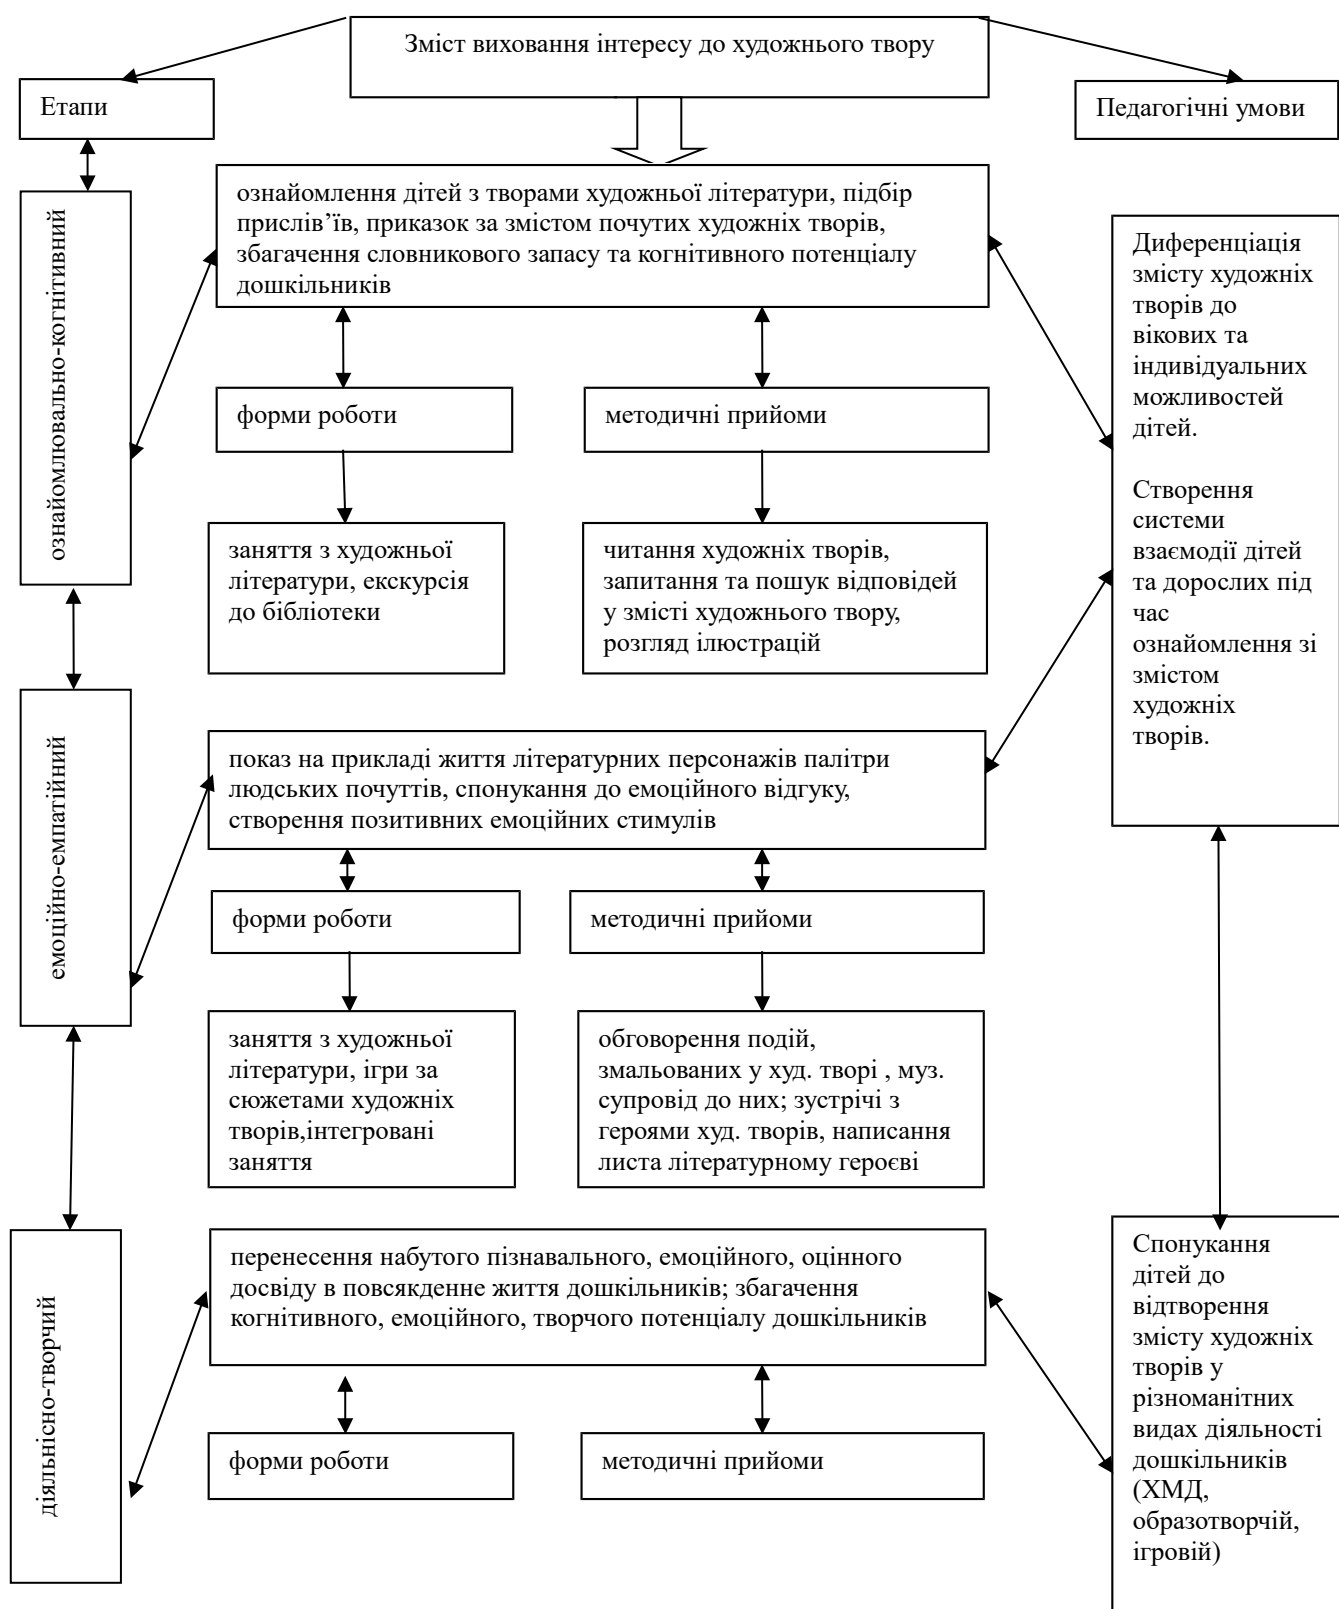 Зміст виховання інтересу до художнього твору
Етапи
Педагогічні умови
ознайомлювально-когнітивний
ознайомлення дітей з творами художньої літератури, підбір
прислів’їв, приказок за змістом почутих художніх творів,
збагачення словникового запасу та когнітивного потенціалу
дошкільників
форми роботи
методичні прийоми
заняття з художньої
літератури, екскурсія
до бібліотеки
читання художніх творів,
запитання та пошук відповідей
у змісті художнього твору,
розгляд ілюстрацій
Диференціація
змісту художніх
творів до
вікових та
індивідуальних
можливостей
дітей.
Створення
системи
взаємодії дітей
та дорослих під
час
ознайомлення зі
змістом
художніх
творів.
емоційно-емпатійний
показ на прикладі життя літературних персонажів палітри
людських почуттів, спонукання до емоційного відгуку,
створення позитивних емоційних стимулів
форми роботи
методичні прийоми
заняття з художньої
літератури, ігри за
сюжетами художніх
творів,інтегровані
заняття
обговорення подій,
змальованих у худ. творі , муз.
супровід до них; зустрічі з
героями худ. творів, написання
листа літературному героєві
діяльнісно-творчий
перенесення набутого пізнавального, емоційного, оцінного
досвіду в повсякденне життя дошкільників; збагачення
когнітивного, емоційного, творчого потенціалу дошкільників
форми роботи
методичні прийоми
Спонукання
дітей до
відтворення
змісту художніх
творів у
різноманітних
видах діяльності
дошкільників
(ХМД,
образотворчій,
ігровій)